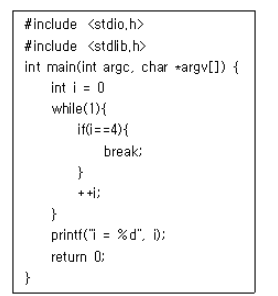 #include <stdio.h>
#include <stdlib.h>
int main(int argc, char *argv[]) {
int i = 0
while(1){
if(i==4){
break;
}
++i;
}
printf("i = %d", i);
return 0;
}